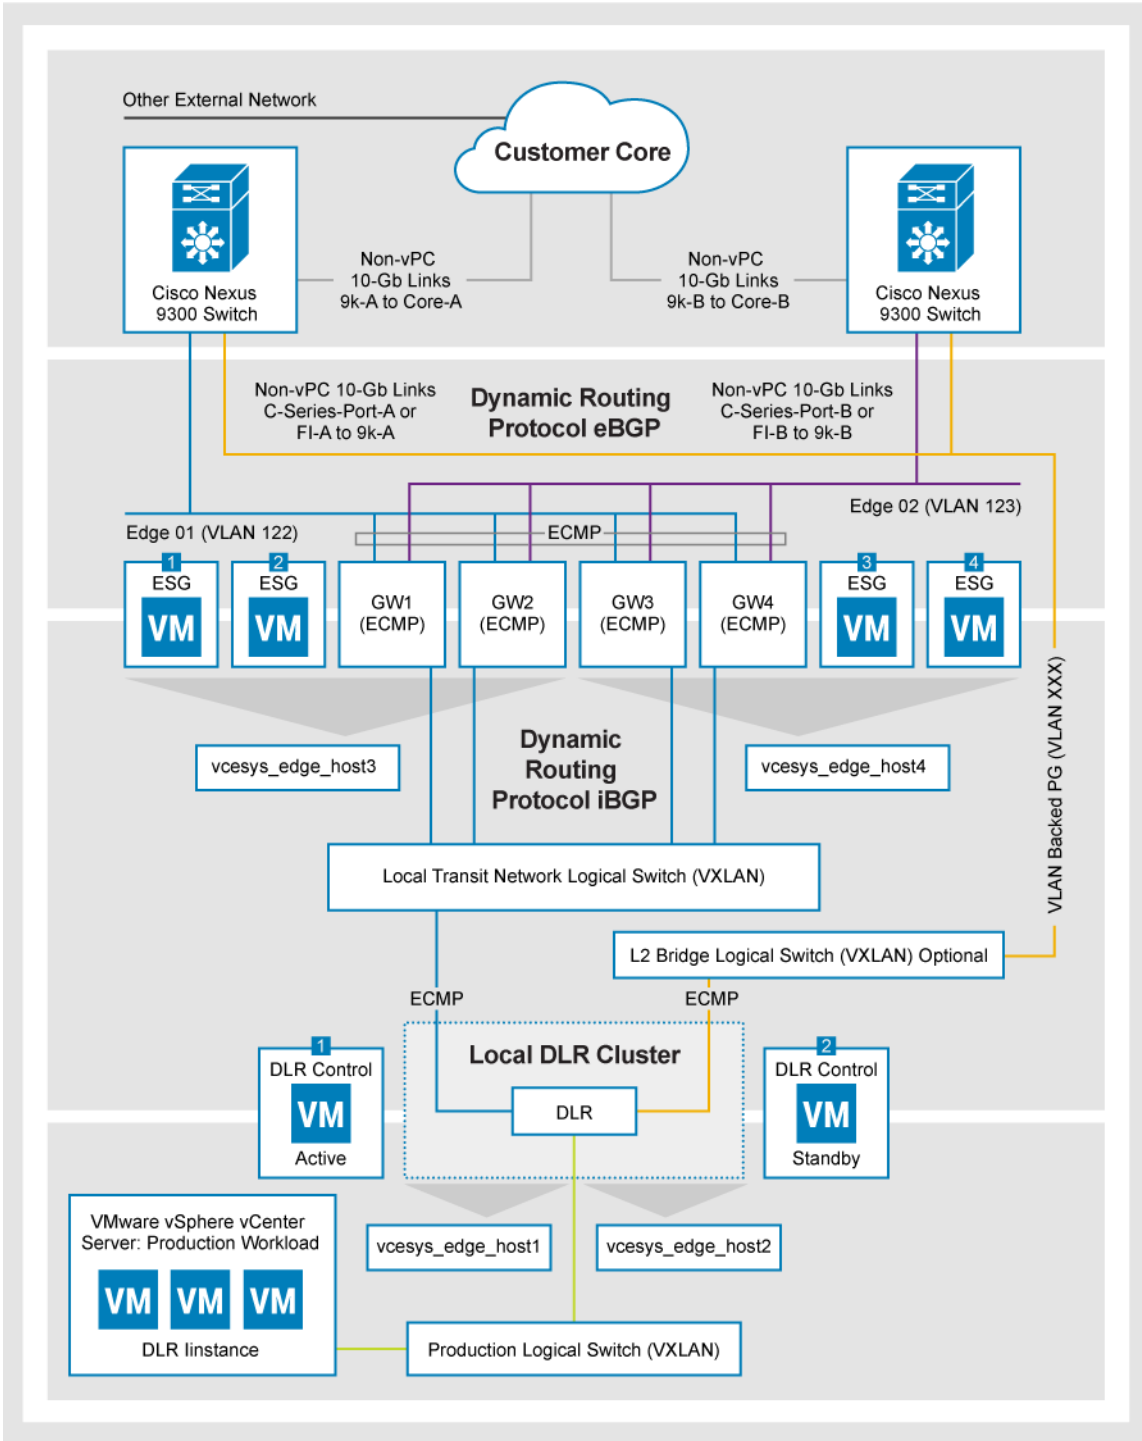 Other External Network
Customer Core
Cisco Nexus
9300 Switch
Non-vPC
10-Gb Links
9k-A to Core-A
Non-vPC
10-Gb Links
9k-B to Core-B
Cisco Nexus
9300 Switch
Non-vPC 10-Gb Links
C-Series-Port-A or
FI-A to 9k-A
Dynamic Routing
Protocol eBGP
Non-vPC 10-Gb Links
C-Series-Port-B or
FI-B to 9k-B
Edge 01 (VLAN 122)
ECMP
Edge 02 (VLAN 123)
1
ESG
VM
2
ESG
VM
GW1
(ECMP)
GW2
(ECMP)
GW3
(ECMP)
GW4
(ECMP)
3
ESG
VM
4
ESG
VM
vcesys_edge_host3
Dynamic
Routing
Protocol iBGP
vcesys_edge_host4
VLAN Backed PG (VLAN XXX)
Local Transit Network Logical Switch (VXLAN)
L2 Bridge Logical Switch (VXLAN) Optional
ECMP
ECMP
1
DLR Control
VM
Active
Local DLR Cluster
DLR
2
DLR Control
VM
Standby
vcesys_edge_host1
vcesys_edge_host2
VMware vSphere vCenter
Server: Production Workload
VM VM VM
DLR Iinstance
Production Logical Switch (VXLAN)